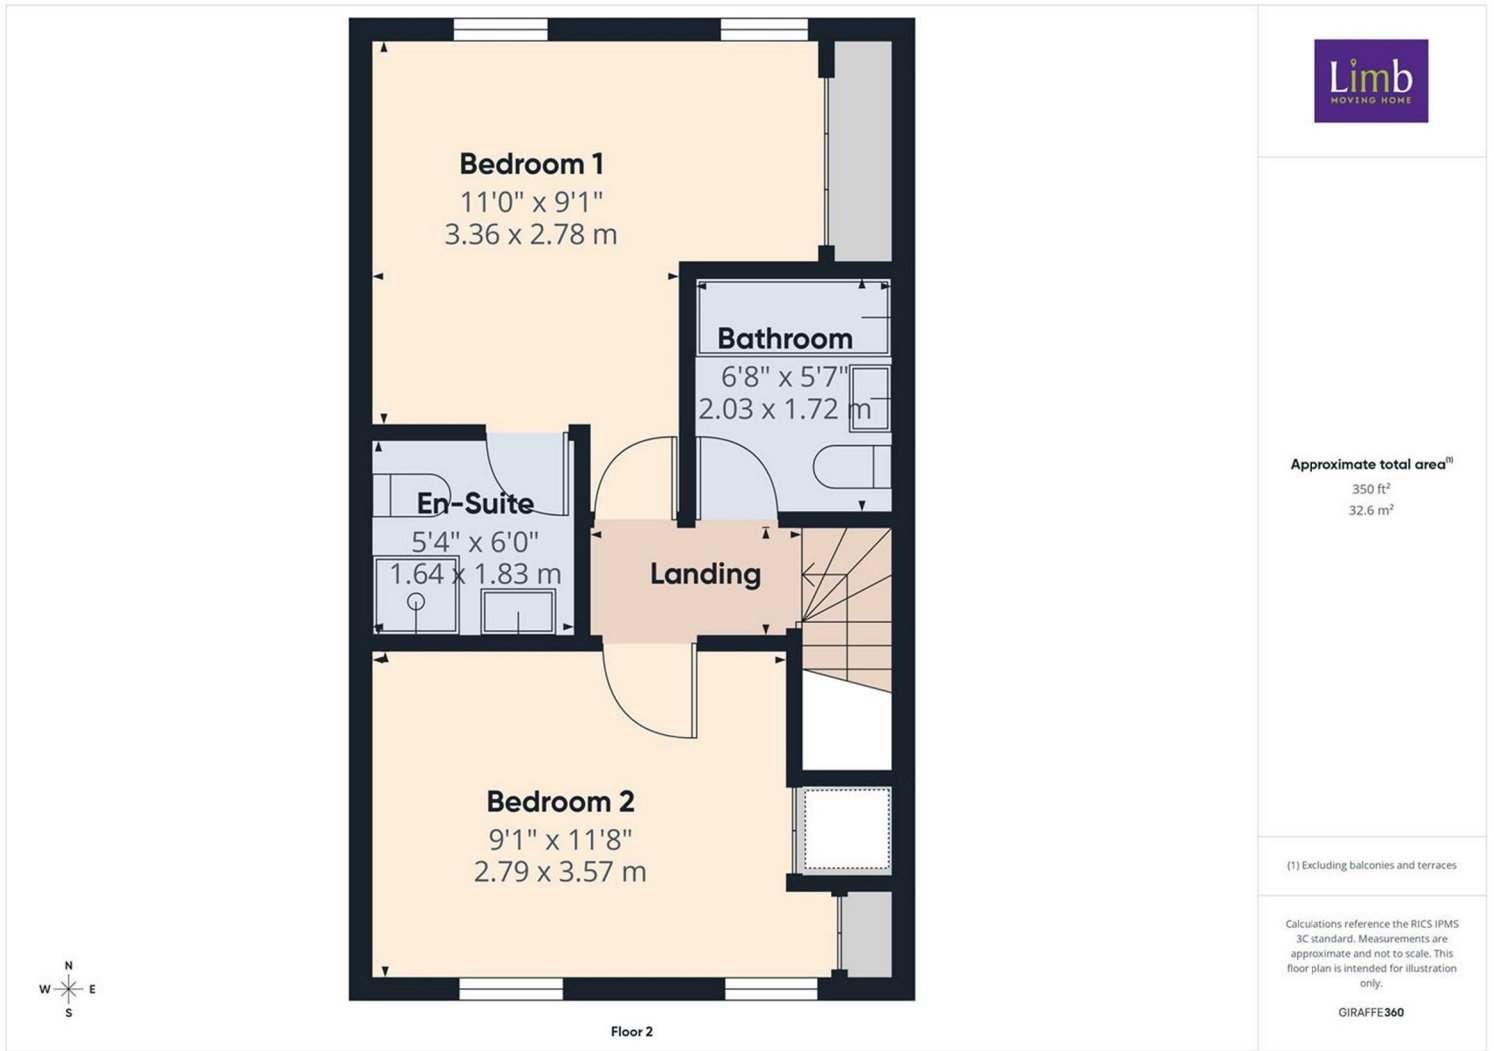 Limb
MOVING HOME
Bedroom 1
11'0" x 9'1"
3.36 x 2.78 m
Bathroom
6'8" x 5'7"
2.03 x 1.72 m
En-Suite
5'4" x 6'0"
1.64 x 1.83 m
Landing
Bedroom 2
9'1" x 11'8"
2.79 x 3.57 m
Approximate total area(1)
350 ft²
32.6 m²
(1) Excluding balconies and terraces
Calculations reference the RICS IPMS
3C standard. Measurements are
approximate and not to scale. This
floor plan is intended for illustration
only.
GIRAFFE360
N
W E
S
Floor 2